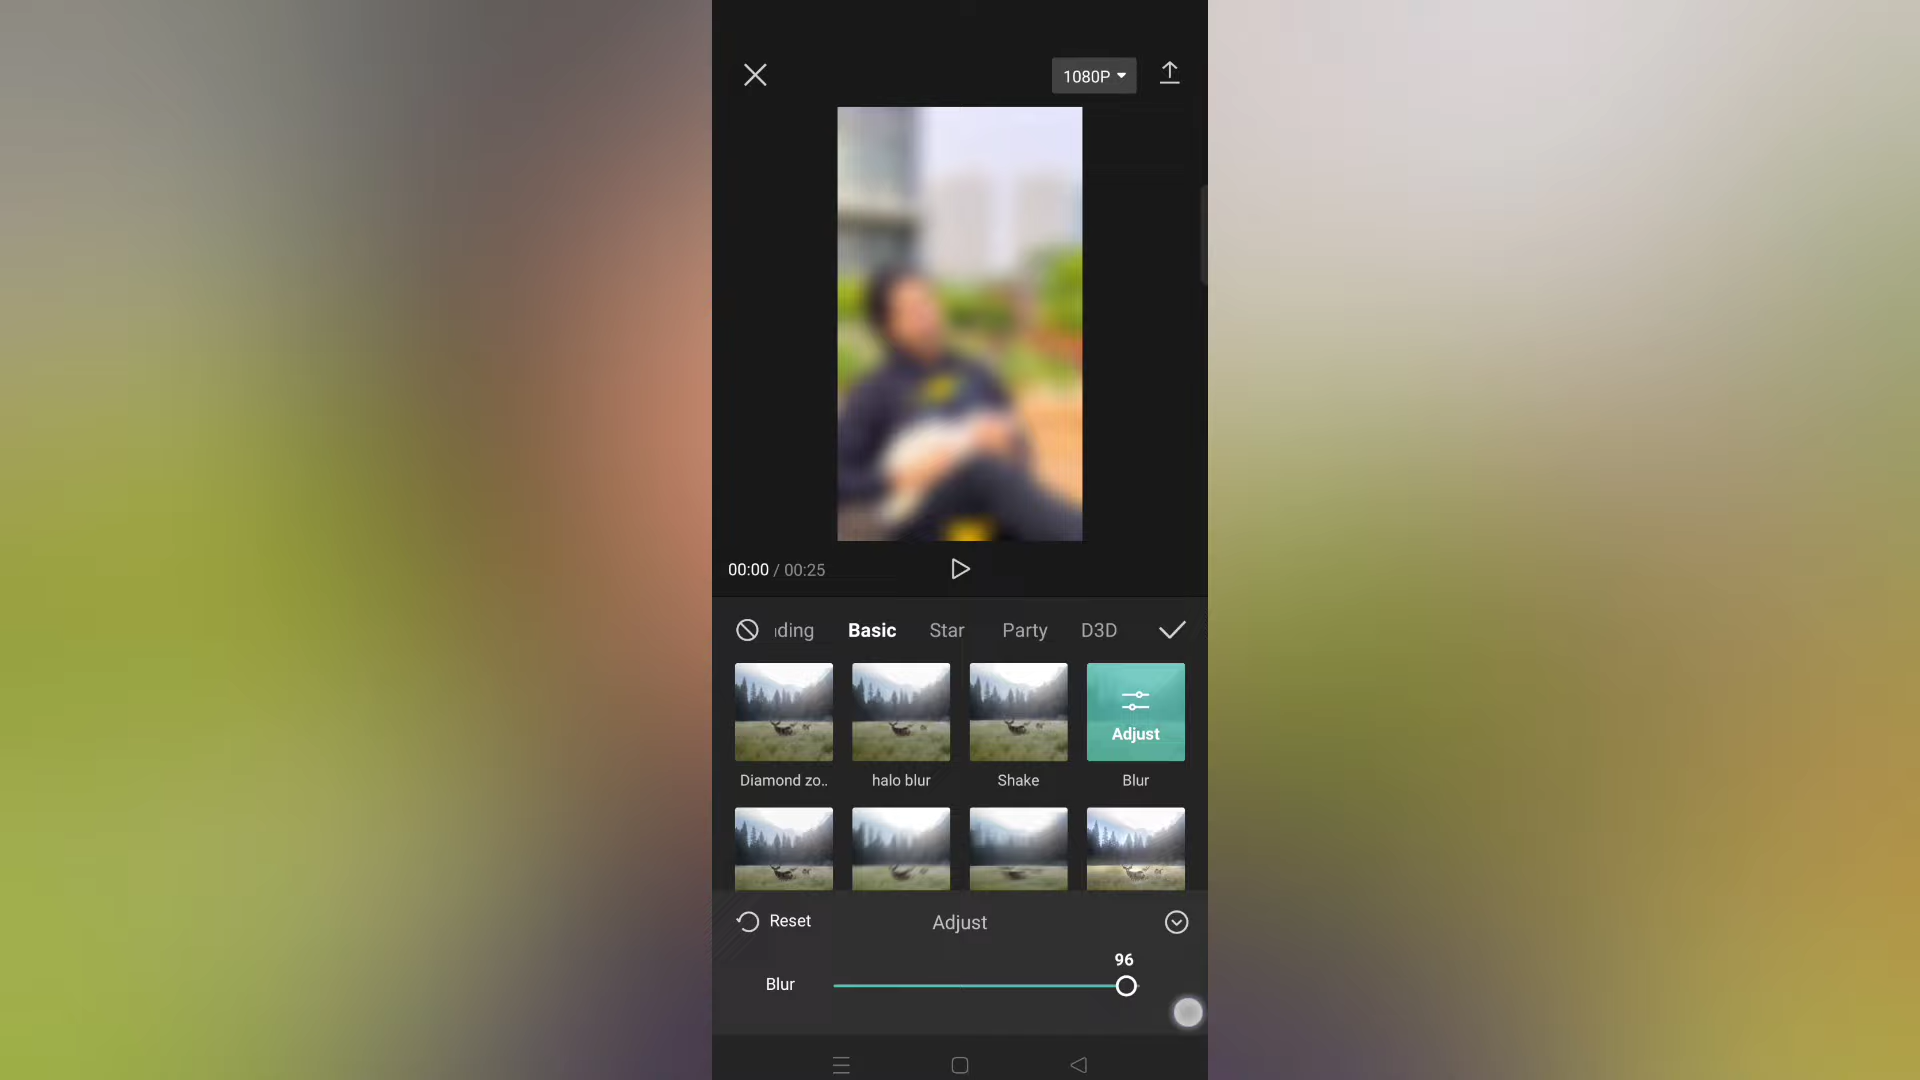 1080P
00:00 / 00:25
ıding Basic Star Party D3D
Adjust
Diamond zo.. halo blur Shake Blur
Reset Adjust
96
Blur